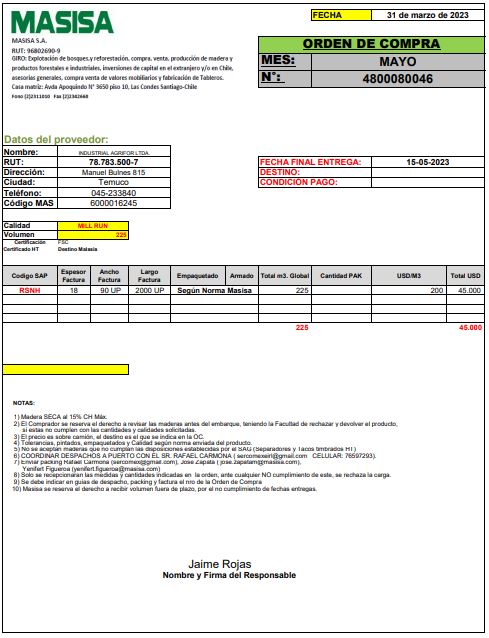 MASISA
FECHA 31 de marzo de 2023
MASISA S.A.
RUT: 96802690-9
GIRO: Explotación de bosques,y reforestación, compra, venta, producción de madera y
productos forestales e industriales, inversiones de capital en el extranjero y/o en Chile,
asesorias generales, compra venta de valores mobiliarios y fabricación de Tableros.
Casa matriz: Avda Apoquindo N° 3650 piso 10, Las Condes Santiago-Chile
Fono (2)2311010 Fax (2)2342668
ORDEN DE COMPRA
MES: MAYO
N°: 4800080046
Datos del proveedor:
Nombre: INDUSTRIAL AGRIFOR LTDA.
RUT: 78.783.500-7
Dirección: Manuel Bulnes 815
Ciudad: Temuco
Teléfono: 045-233840
Código MAS 6000016245
FECHA FINAL ENTREGA: 15-05-2023
DESTINO:
CONDICIÓN PAGO:
Calidad MILL RUN
Volumen 225
Certificación FSC
Certificado HT Destino Malasia
Codigo SAP Espesor Factura Ancho Factura Largo Factura Empaquetado Armado Total m3. Global Cantidad PAK USD/M3 Total USD
RSNH 18 90 UP 2000 UP Según Norma Masisa 225 200 45.000
225 45.000
NOTAS:
1) Madera SECA al 15% CH Máx.
2) El Comprador se reserva el derecho a revisar las maderas antes del embarque, teniendo la Facultad de rechazar y devolver el producto,
si estas no cumplen con las cantidades y calidades solicitadas.
3) El precio es sobre camión, el destino es el que se indica en la OC.
4) Tolerancias, pintados, empaquetados y Calidad según norma enviada del producto.
5) No se aceptan maderas que no cumplan las disposiciones establecidas por el SAG (Separadores y Tacos timbrados HT)
6) COORDINAR DESPACHOS A PUERTO CON EL SR. RAFAEL CARMONA ( sercomexeirl@gmail.com CELULAR: 76597293).
7) Enviar packing Rafael Carmona (sercomex@gmail.com), Jose Zapata ( jose.zapatam@masisa.com),
Yenifert Figueroa (yenifert.figueroa@masisa.com)
8) Solo se recepcionaran las medidas y cantidades indicadas en la orden, ante cualquier NO cumplimiento de este, se rechaza la carga.
9) Se debe indicar en guías de despacho, packing y factura el nro de la Orden de Compra
10) Masisa se reserva el derecho a recibir volumen fuera de plazo, por el no cumplimiento de fechas entregas.
Jaime Rojas
Nombre y Firma del Responsable